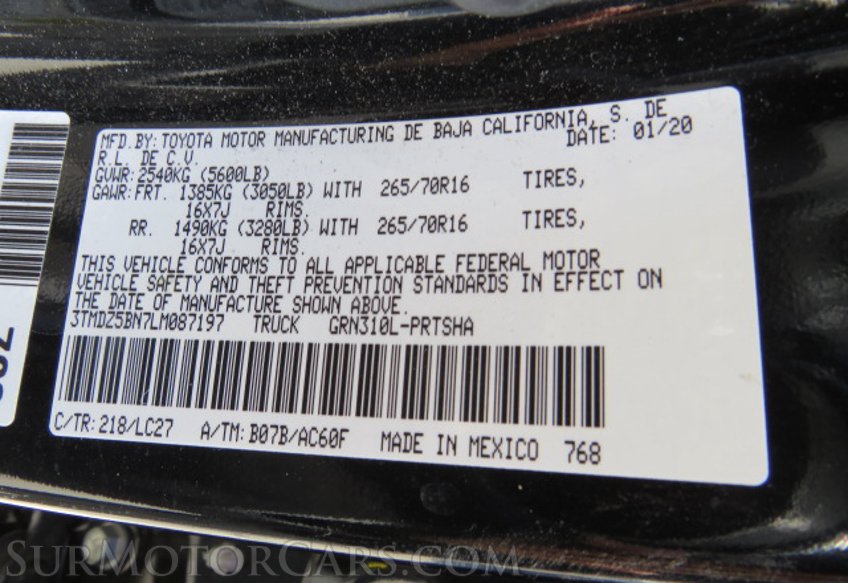 MFD. BY: TOYOTA MOTOR MANUFACTURING DE BAJA CALIFORNIA, S. DE
R.L. DE C.V. DATE: 01/20
GVWR: 2540KG (5600LB)
GAWR: FRT. 1385KG (3050LB) WITH 265/70R16 TIRES,
16X7J RIMS.
RR. 1490KG (3280LB) WITH 265/70R16 TIRES,
16X7J RIMS.
THIS VEHICLE CONFORMS TO ALL APPLICABLE FEDERAL MOTOR
VEHICLE SAFETY AND THEFT PREVENTION STANDARDS IN EFFECT ON
THE DATE OF MANUFACTURE SHOWN ABOVE.
3TMDZ5BN7LM087197 TRUCK GRN310L-PRTSHA
C/TR: 218/LC27 A/TM: B07B/AC60F MADE IN MEXICO 768
SURMOTORCARS.COM